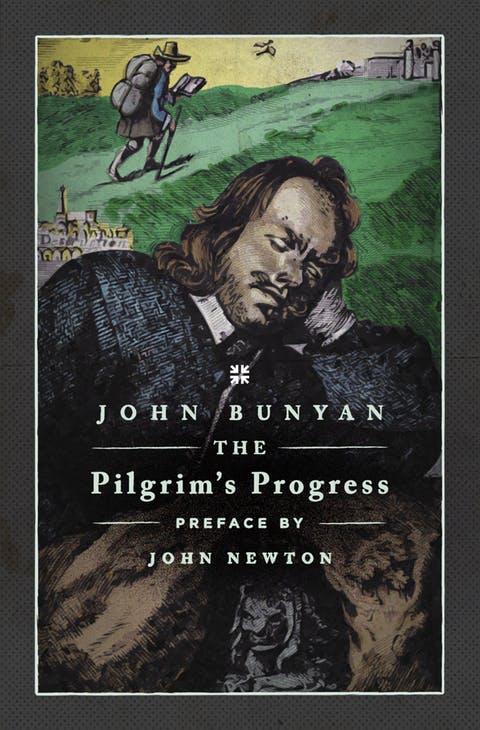 JOHN BUNYAN
THE
Pilgrim's Progress
PREFACE BY
JOHN NEWTON